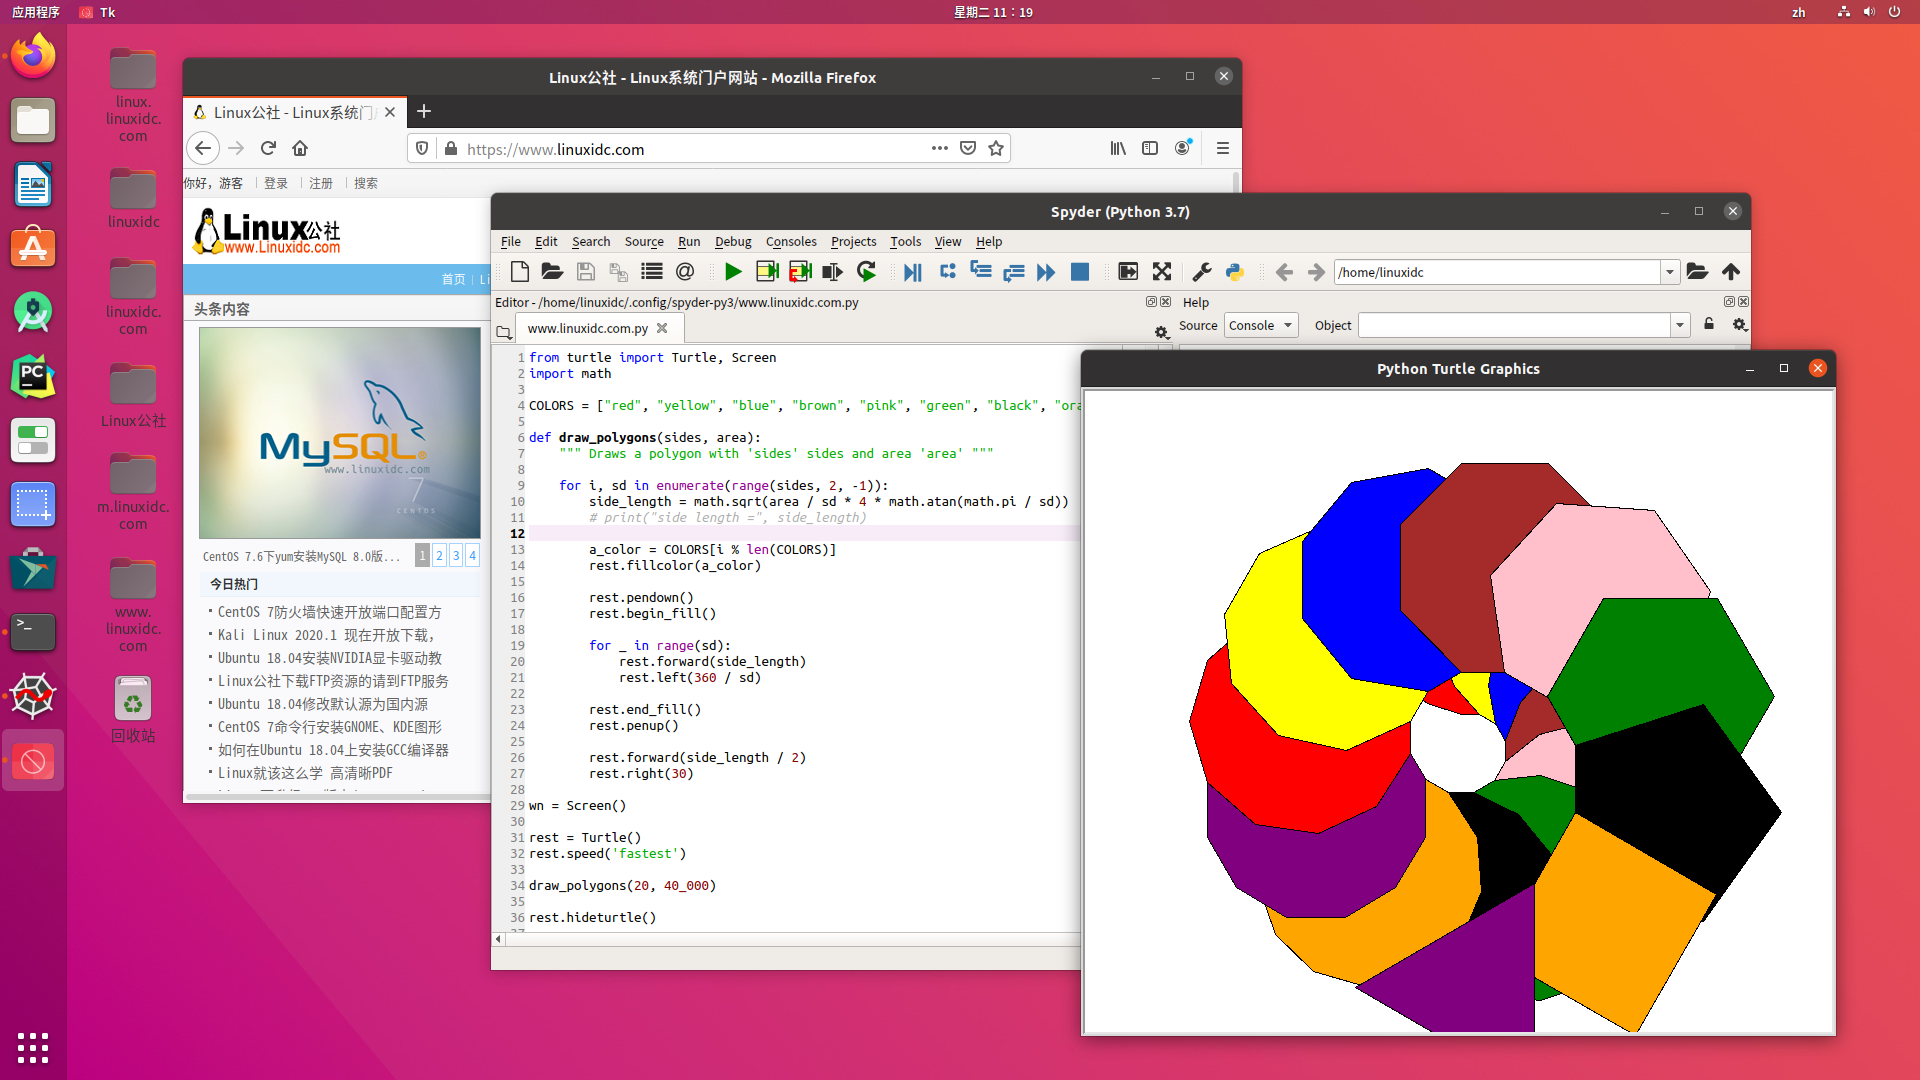 应用程序
Tk
星期二 11：19
zh
linux.
linuxidc.
com
linuxidc
linuxidc.
com
Linux公社
m.linuxidc.
com
www.
linuxidc.
com
回收站
Linux公社 - Linux系统门户网站 - Mozilla Firefox
Linux公社 - Linux系统门
https://www.linuxidc.com
你好，游客
登录
注册
搜索
Linux公社
www.Linuxidc.com
首页
头条内容
MySQL
www.linuxidc.com
7
CENTOS
CentOS 7.6下yum安装MySQL 8.0版...
1 2 3 4
今日热门
CentOS 7防火墙快速开放端口配置方
Kali Linux 2020.1 现在开放下载，
Ubuntu 18.04安装NVIDIA显卡驱动教
Linux公社下载FTP资源的请到FTP服务
Ubuntu 18.04修改默认源为国内源
CentOS 7命令行安装GNOME、KDE图形
如何在Ubuntu 18.04上安装GCC编译器
Linux就该这么学 高清晰PDF
Spyder (Python 3.7)
File Edit Search Source Run Debug Consoles Projects Tools View Help
/home/linuxidc
Editor - /home/linuxidc/.config/spyder-py3/www.linuxidc.com.py
Help
www.linuxidc.com.py
Source
Console
Object
1 from turtle import Turtle, Screen
2 import math
3
4 COLORS = ["red", "yellow", "blue", "brown", "pink", "green", "black", "ora
5
6 def draw_polygons(sides, area):
7 """ Draws a polygon with 'sides' sides and area 'area' """
8
9 for i, sd in enumerate(range(sides, 2, -1)):
10 side_length = math.sqrt(area / sd * 4 * math.atan(math.pi / sd))
11 # print("side length =", side_length)
12
13 a_color = COLORS[i % len(COLORS)]
14 rest.fillcolor(a_color)
15
16 rest.pendown()
17 rest.begin_fill()
18
19 for _ in range(sd):
20 rest.forward(side_length)
21 rest.left(360 / sd)
22
23 rest.end_fill()
24 rest.penup()
25
26 rest.forward(side_length / 2)
27 rest.right(30)
28
29 wn = Screen()
30
31 rest = Turtle()
32 rest.speed('fastest')
33
34 draw_polygons(20, 40_000)
35
36 rest.hideturtle()
Python Turtle Graphics
PC